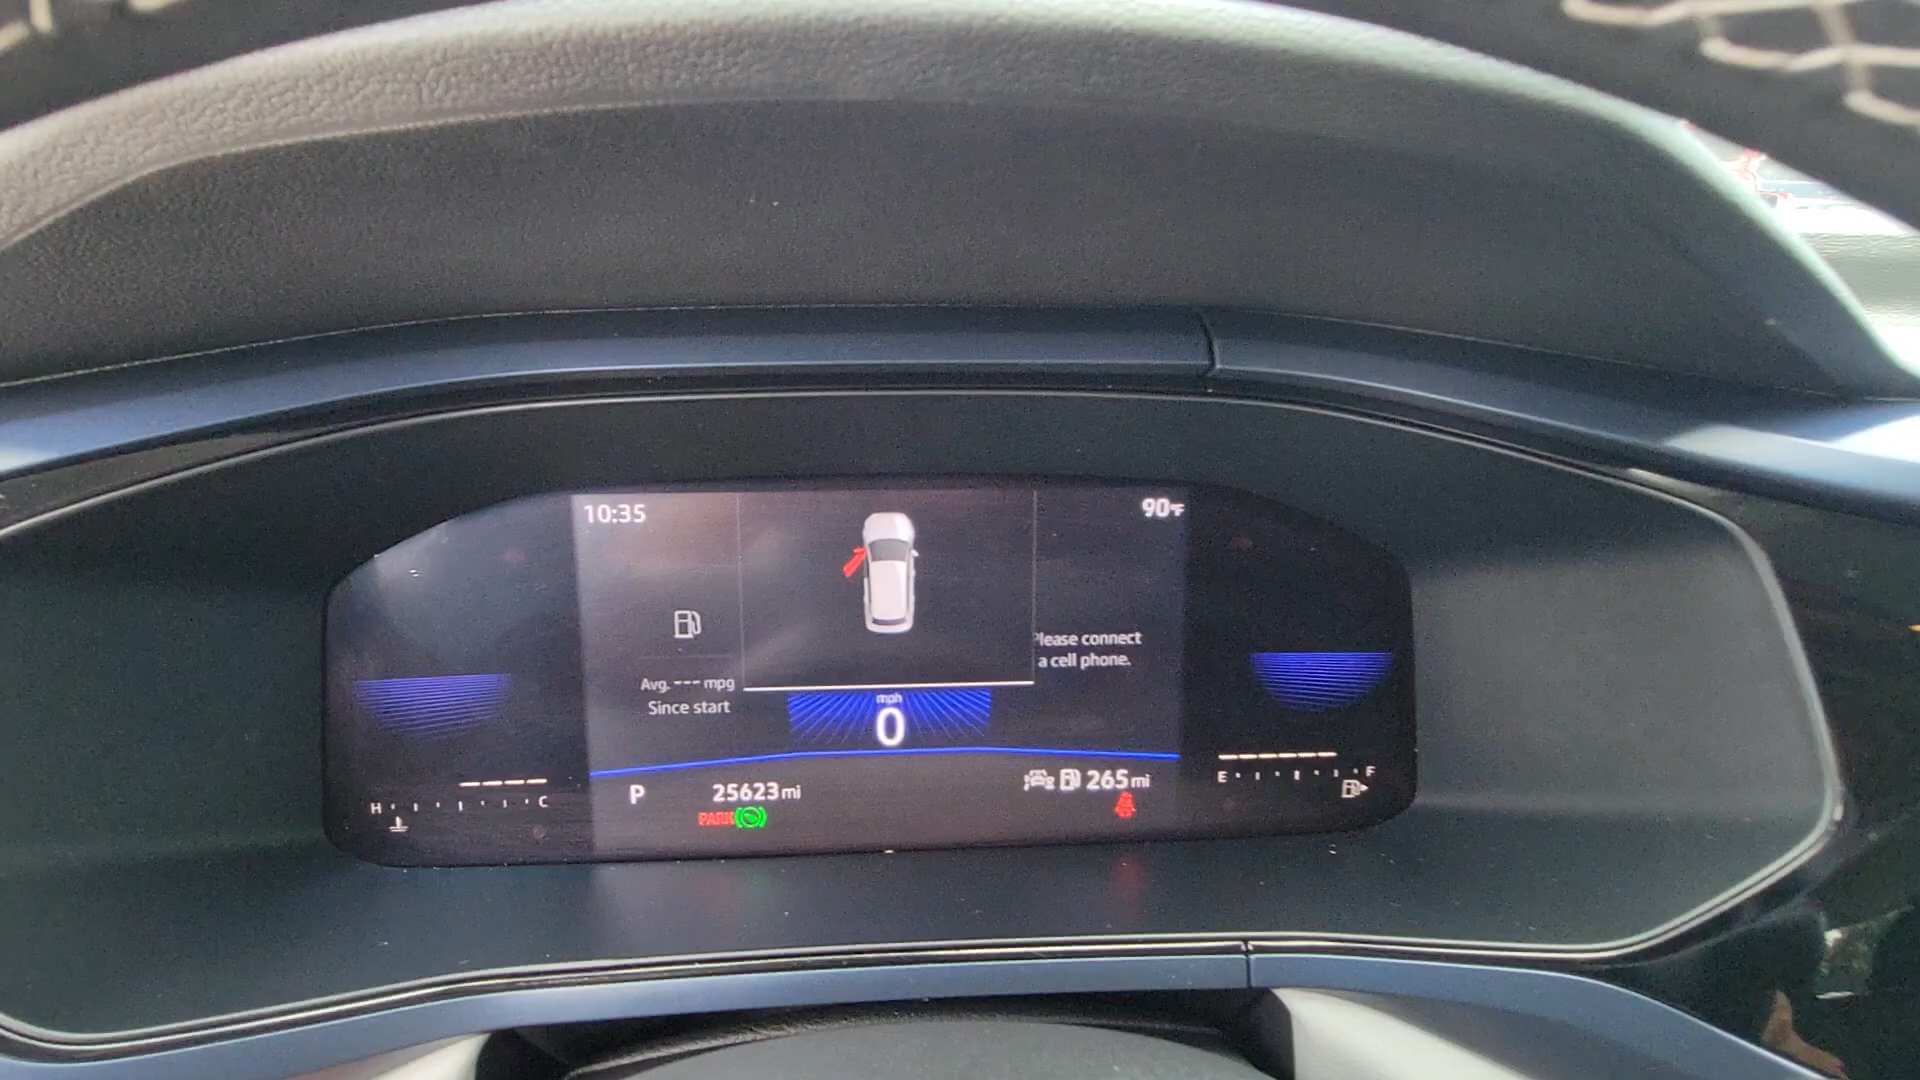 10:35
90°F
Please connect
a cell phone.
Avg. --- mpg
Since start
mph
0
P
25623 mi
265 mi
PARK
H C
E F